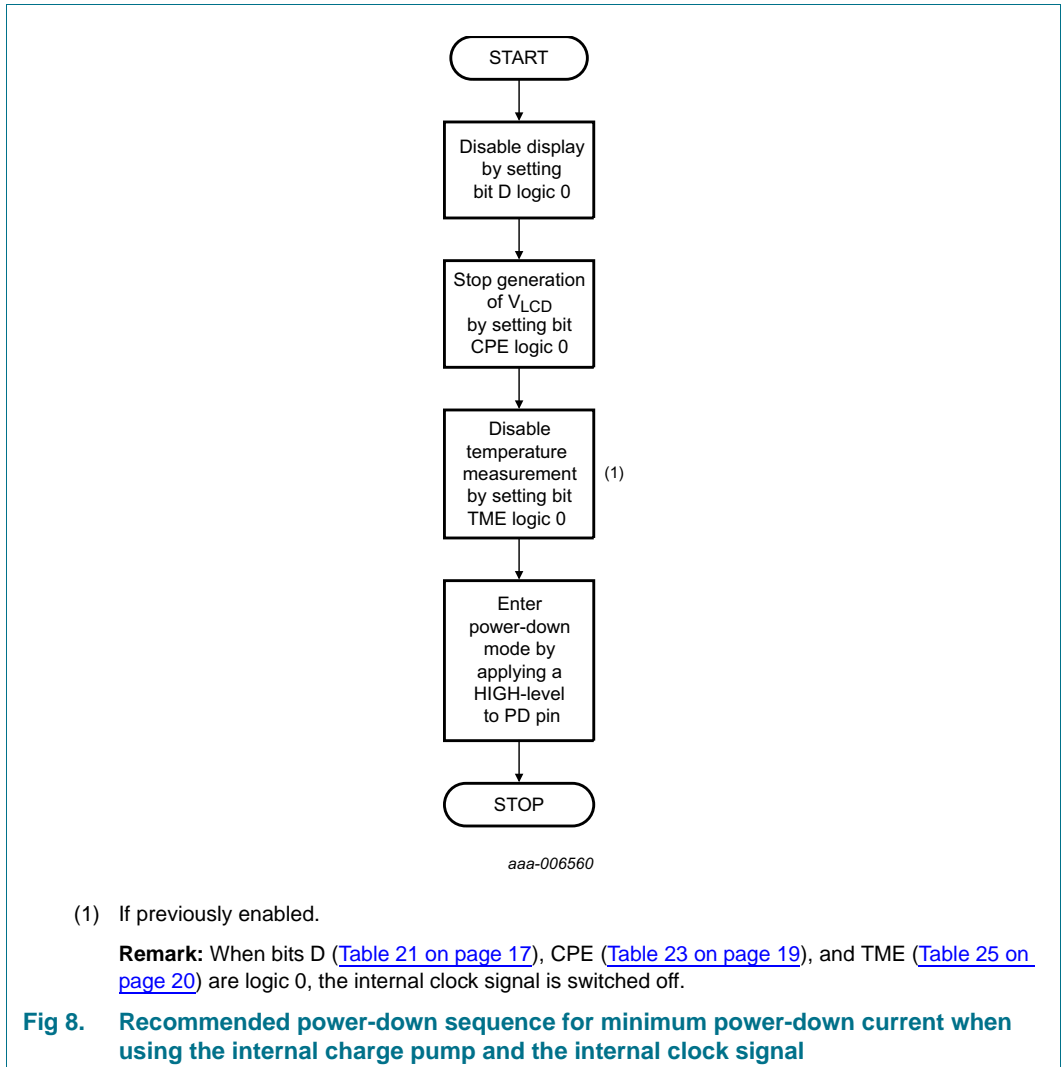 START
Disable display
by setting
bit D logic 0
Stop generation
of VLCD
by setting bit
CPE logic 0
Disable
temperature
measurement
by setting bit
TME logic 0
(1)
Enter
power-down
mode by
applying a
HIGH-level
to PD pin
STOP
aaa-006560
(1) If previously enabled.
Remark: When bits D (Table 21 on page 17), CPE (Table 23 on page 19), and TME (Table 25 on
page 20) are logic 0, the internal clock signal is switched off.
Fig 8. Recommended power-down sequence for minimum power-down current when
using the internal charge pump and the internal clock signal